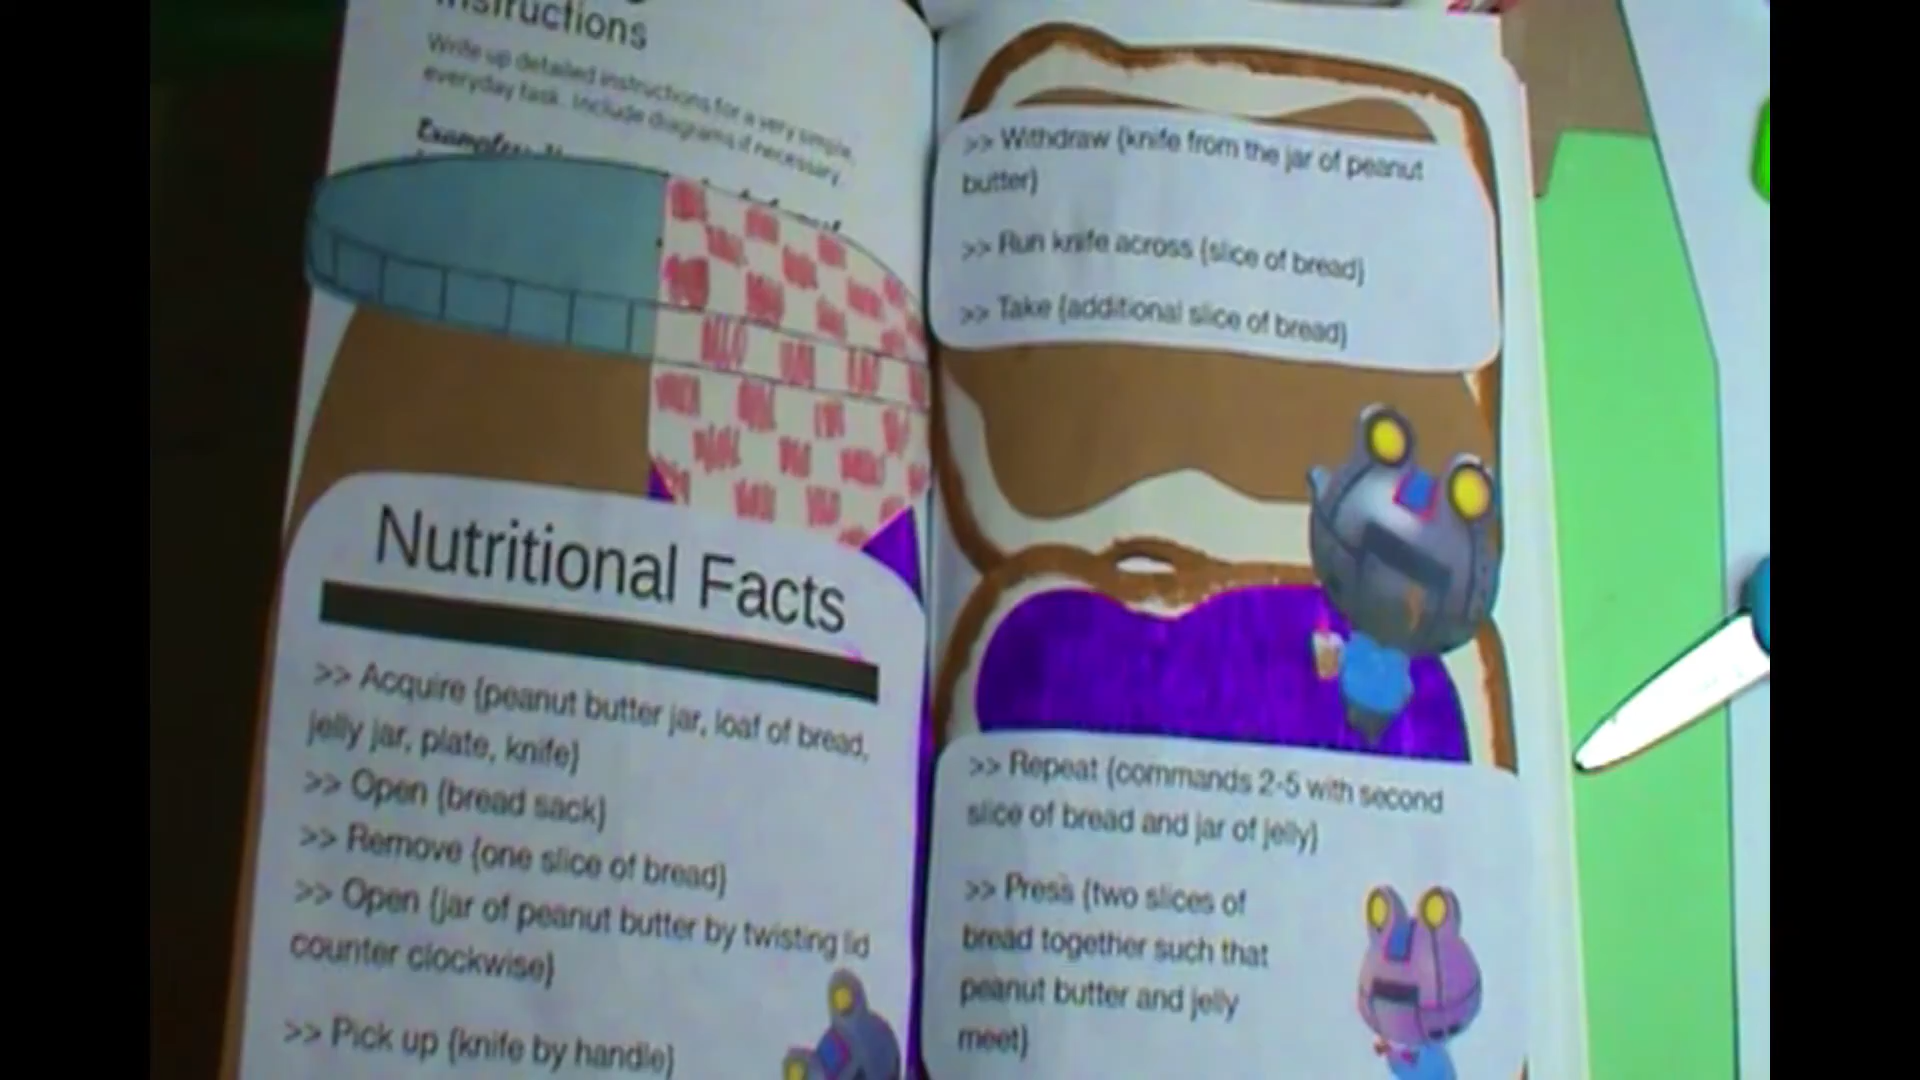 Instructions
Write up detailed instructions for a very simple,
everyday task. Include diagrams if necessary.
Examples:
Nutritional Facts
>> Acquire {peanut butter jar, loaf of bread,
jelly jar, plate, knife}
>> Open {bread sack}
>> Remove {one slice of bread}
>> Open {jar of peanut butter by twisting lid
counter clockwise}
>> Pick up {knife by handle}
>> Withdraw {knife from the jar of peanut
butter}
>> Run knife across {slice of bread}
>> Take {additional slice of bread}
>> Repeat {commands 2-5 with second
slice of bread and jar of jelly}
>> Press {two slices of
bread together such that
peanut butter and jelly
meet}